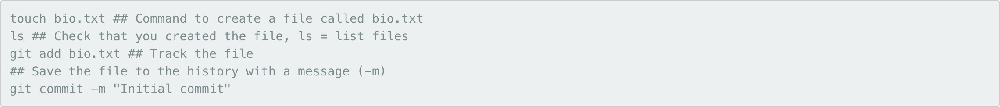 touch bio.txt ## Command to create a file called bio.txt
ls ## Check that you created the file, ls = list files
git add bio.txt ## Track the file
## Save the file to the history with a message (−m)
git commit −m "Initial commit"